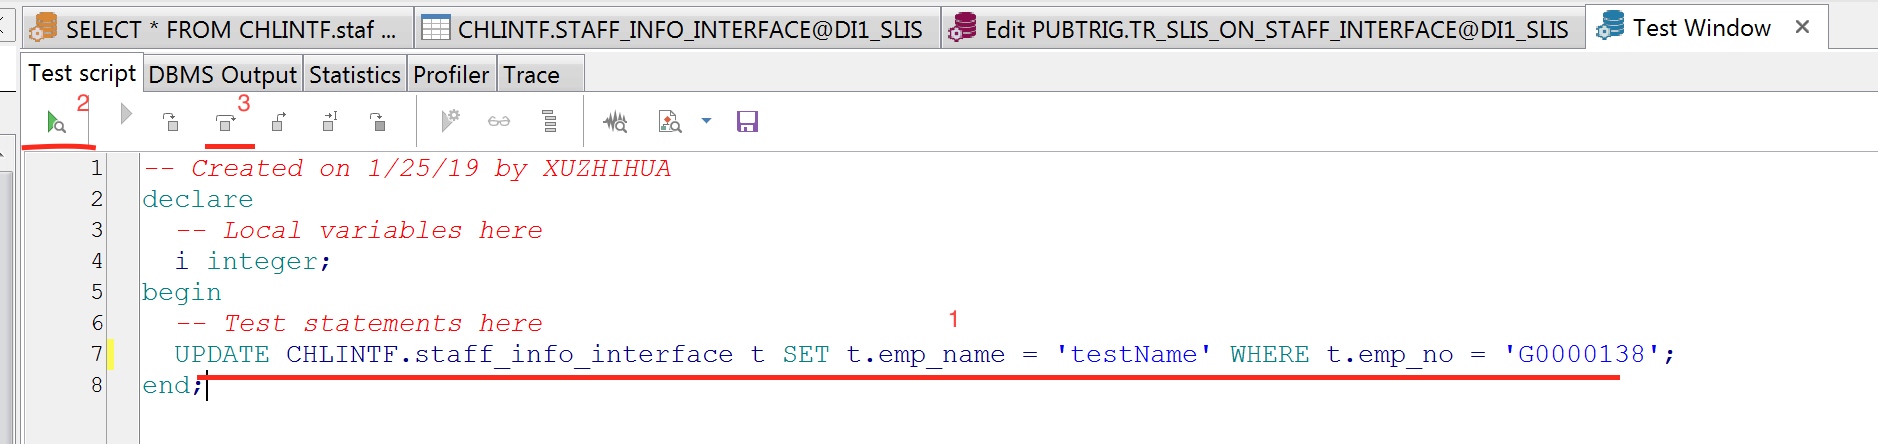 SELECT * FROM CHLINTF.staf ... CHLINTF.STAFF_INFO_INTERFACE@DI1_SLIS Edit PUBTRIG.TR_SLIS_ON_STAFF_INTERFACE@DI1_SLIS Test Window
Test script DBMS Output Statistics Profiler Trace
2 3
1 -- Created on 1/25/19 by XUZHIHUA
2 declare
3 -- Local variables here
4 i integer;
5 begin
6 -- Test statements here
1
7 UPDATE CHLINTF.staff_info_interface t SET t.emp_name = 'testName' WHERE t.emp_no = 'G0000138';
8 end;